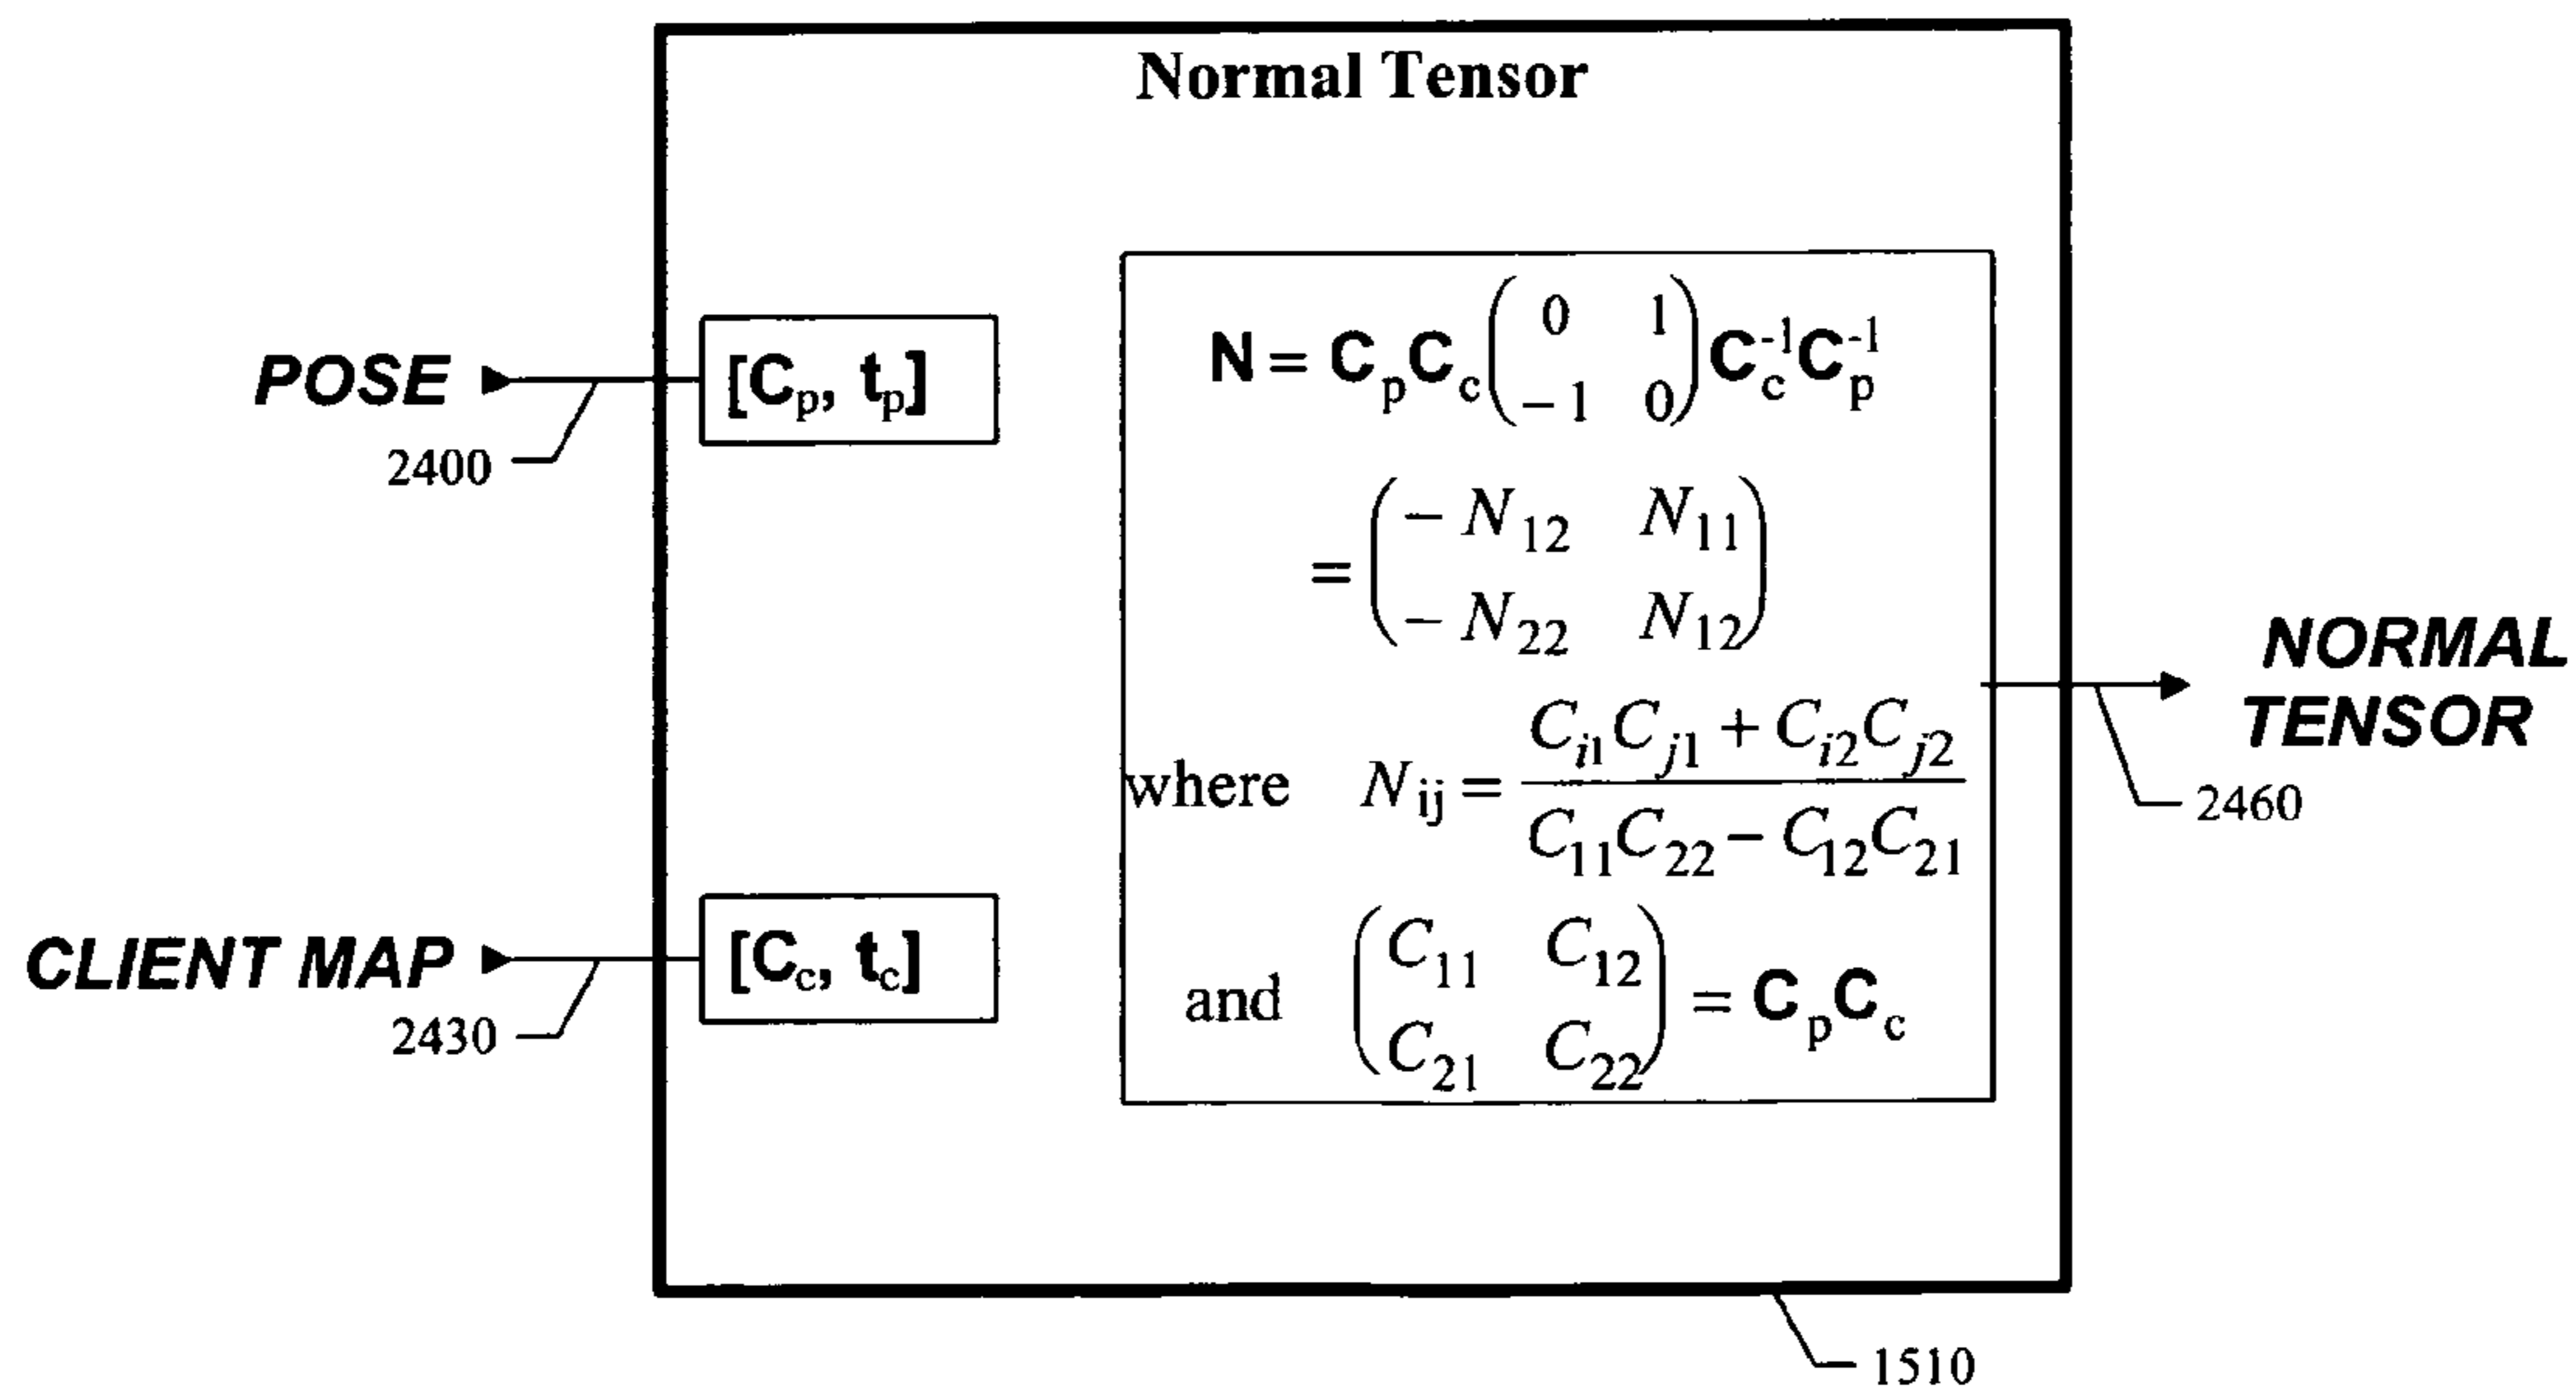 Normal Tensor
POSE
2400
[Cp, tp]
CLIENT MAP
2430
[Cc, tc]
N = CpCc ( 0 1 ; −1 0 ) Cc⁻¹Cp⁻¹
= ( −N12 N11 ; −N22 N12 )
where Nij = (Ci1Cj1 + Ci2Cj2) / (C11C22 − C12C21)
and ( C11 C12 ; C21 C22 ) = CpCc
NORMAL
TENSOR
2460
1510